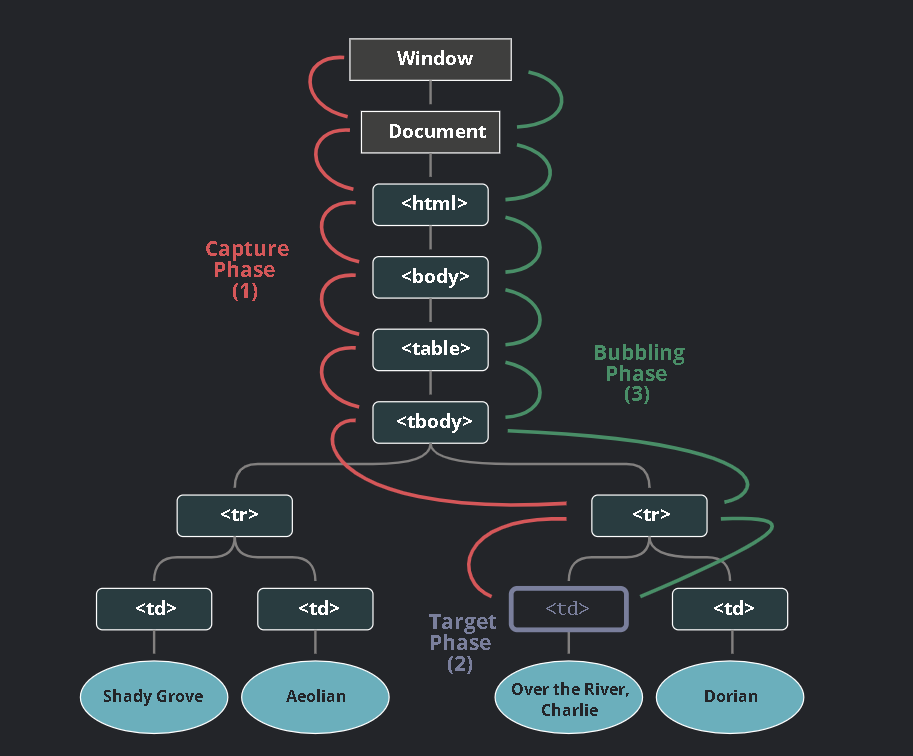 Window
Document
<html>
Capture
Phase
(1)
<body>
<table>
Bubbling
Phase
(3)
<tbody>
<tr>
<tr>
<td>
<td>
<td>
<td>
Target
Phase
(2)
Shady Grove
Aeolian
Over the River,
Charlie
Dorian